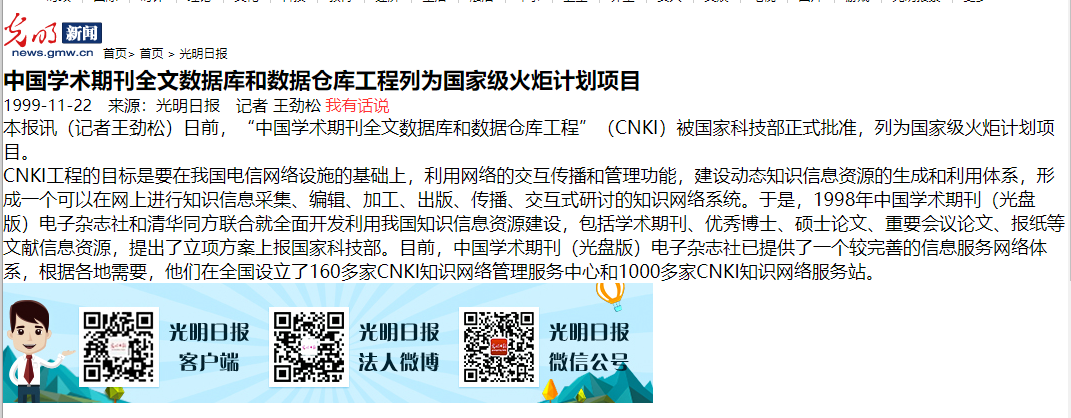 光明 新闻
news.gmw.cn 首页> 首页 > 光明日报
中国学术期刊全文数据库和数据仓库工程列为国家级火炬计划项目
1999-11-22 来源：光明日报 记者 王劲松 我有话说
本报讯（记者王劲松）日前，“中国学术期刊全文数据库和数据仓库工程”（CNKI）被国家科技部正式批准，列为国家级火炬计划项
目。
CNKI工程的目标是要在我国电信网络设施的基础上，利用网络的交互传播和管理功能，建设动态知识信息资源的生成和利用体系，形
成一个可以在网上进行知识信息采集、编辑、加工、出版、传播、交互式研讨的知识网络系统。于是，1998年中国学术期刊（光盘
版）电子杂志社和清华同方联合就全面开发利用我国知识信息资源建设，包括学术期刊、优秀博士、硕士论文、重要会议论文、报纸等
文献信息资源，提出了立项方案上报国家科技部。目前，中国学术期刊（光盘版）电子杂志社已提供了一个较完善的信息服务网络体
系，根据各地需要，他们在全国设立了160多家CNKI知识网络管理服务中心和1000多家CNKI知识网络服务站。
光明日报 光明日报 光明日报
客户端 法人微博 微信公号